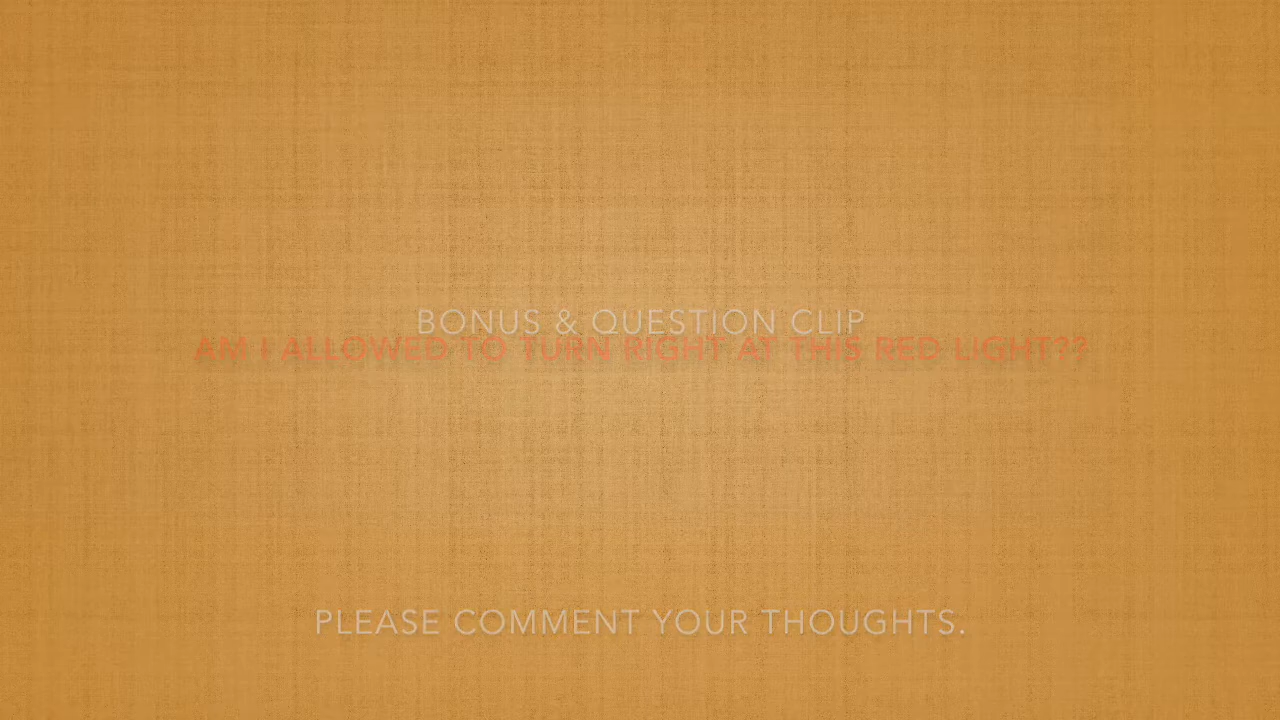 BONUS & QUESTION CLIP
AM I ALLOWED TO TURN RIGHT AT THIS RED LIGHT??
PLEASE COMMENT YOUR THOUGHTS.